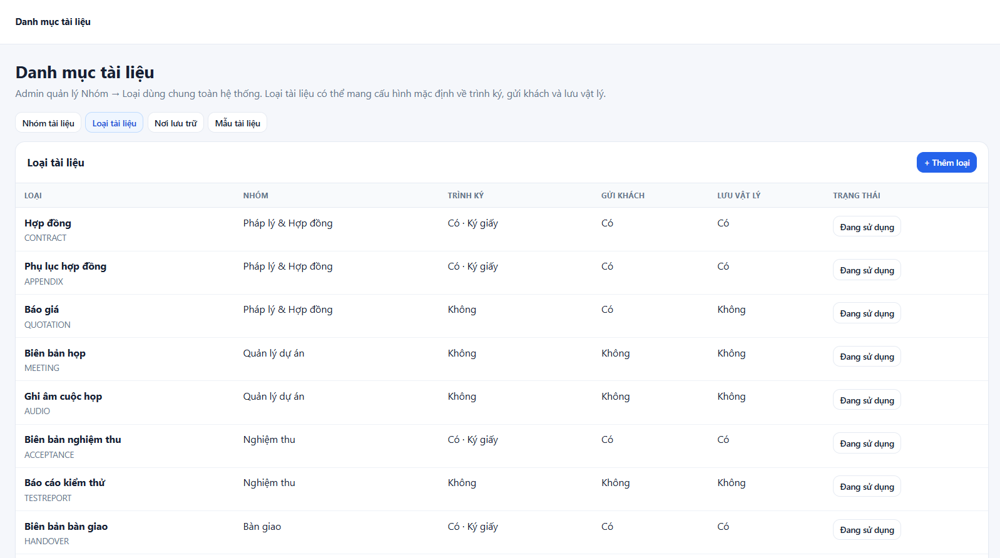 Danh mục tài liệu
Danh mục tài liệu
Admin quản lý Nhóm → Loại dùng chung toàn hệ thống. Loại tài liệu có thể mang cấu hình mặc định về trình ký, gửi khách và lưu vật lý.
Nhóm tài liệu Loại tài liệu Nơi lưu trữ Mẫu tài liệu
Loại tài liệu + Thêm loại
LOẠI NHÓM TRÌNH KÝ GỬI KHÁCH LƯU VẬT LÝ TRẠNG THÁI
Hợp đồng Pháp lý & Hợp đồng Có · Ký giấy Có Có Đang sử dụng
CONTRACT
Phụ lục hợp đồng Pháp lý & Hợp đồng Có · Ký giấy Có Có Đang sử dụng
APPENDIX
Báo giá Pháp lý & Hợp đồng Không Có Không Đang sử dụng
QUOTATION
Biên bản họp Quản lý dự án Không Không Không Đang sử dụng
MEETING
Ghi âm cuộc họp Quản lý dự án Không Không Không Đang sử dụng
AUDIO
Biên bản nghiệm thu Nghiệm thu Có · Ký giấy Có Có Đang sử dụng
ACCEPTANCE
Báo cáo kiểm thử Nghiệm thu Không Không Không Đang sử dụng
TESTREPORT
Biên bản bàn giao Bàn giao Có · Ký giấy Có Có Đang sử dụng
HANDOVER